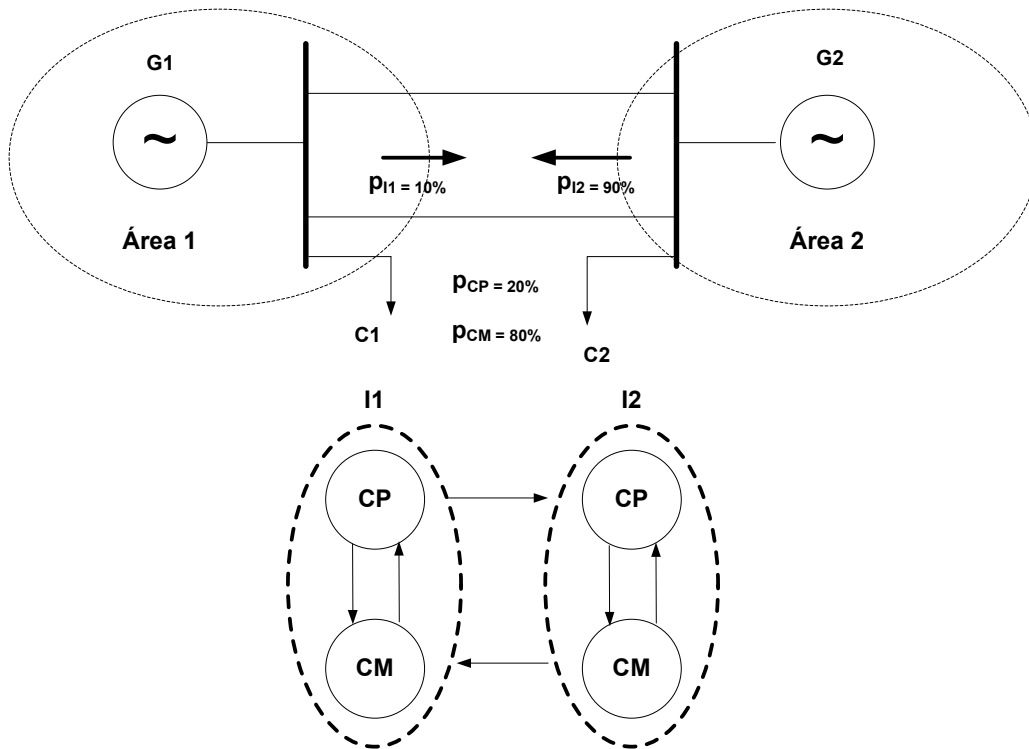 G1
G2
~
~
pI1 = 10%
pI2 = 90%
Área 1
Área 2
pCP = 20%
C1
pCM = 80%
C2
I1
I2
CP
CP
CM
CM